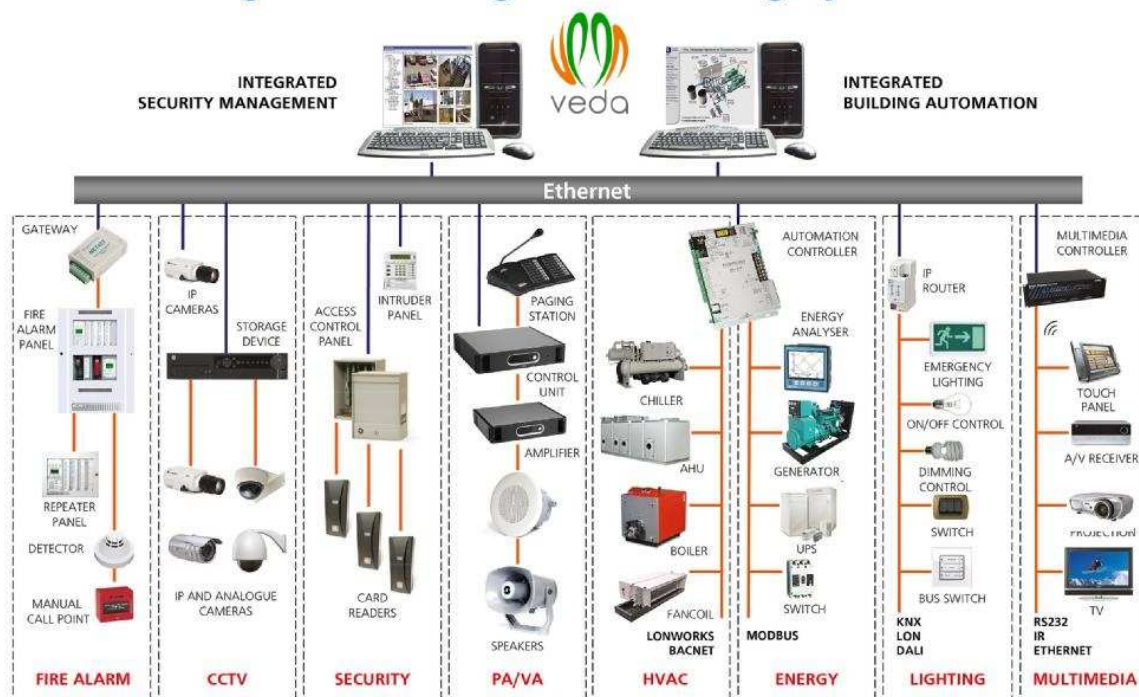 veda
INTEGRATED
SECURITY MANAGEMENT
INTEGRATED
BUILDING AUTOMATION
Ethernet
GATEWAY
FIRE
ALARM
PANEL
REPEATER
PANEL
DETECTOR
MANUAL
CALL POINT
FIRE ALARM
IP
CAMERAS
STORAGE
DEVICE
IP AND ANALOGUE
CAMERAS
CCTV
ACCESS
CONTROL
PANEL
INTRUDER
PANEL
CARD
READERS
SECURITY
PAGING
STATION
CONTROL
UNIT
AMPLIFIER
SPEAKERS
PA/VA
CHILLER
AHU
BOILER
FANCOIL
LONWORKS
BACNET
HVAC
AUTOMATION
CONTROLLER
ENERGY
ANALYSER
GENERATOR
UPS
SWITCH
MODBUS
ENERGY
IP
ROUTER
EMERGENCY
LIGHTING
ON/OFF CONTROL
DIMMING
CONTROL
SWITCH
BUS SWITCH
KNX
LON
DALI
LIGHTING
MULTIMEDIA
CONTROLLER
TOUCH
PANEL
A/V RECEIVER
PROJECTION
TV
RS232
IR
ETHERNET
MULTIMEDIA